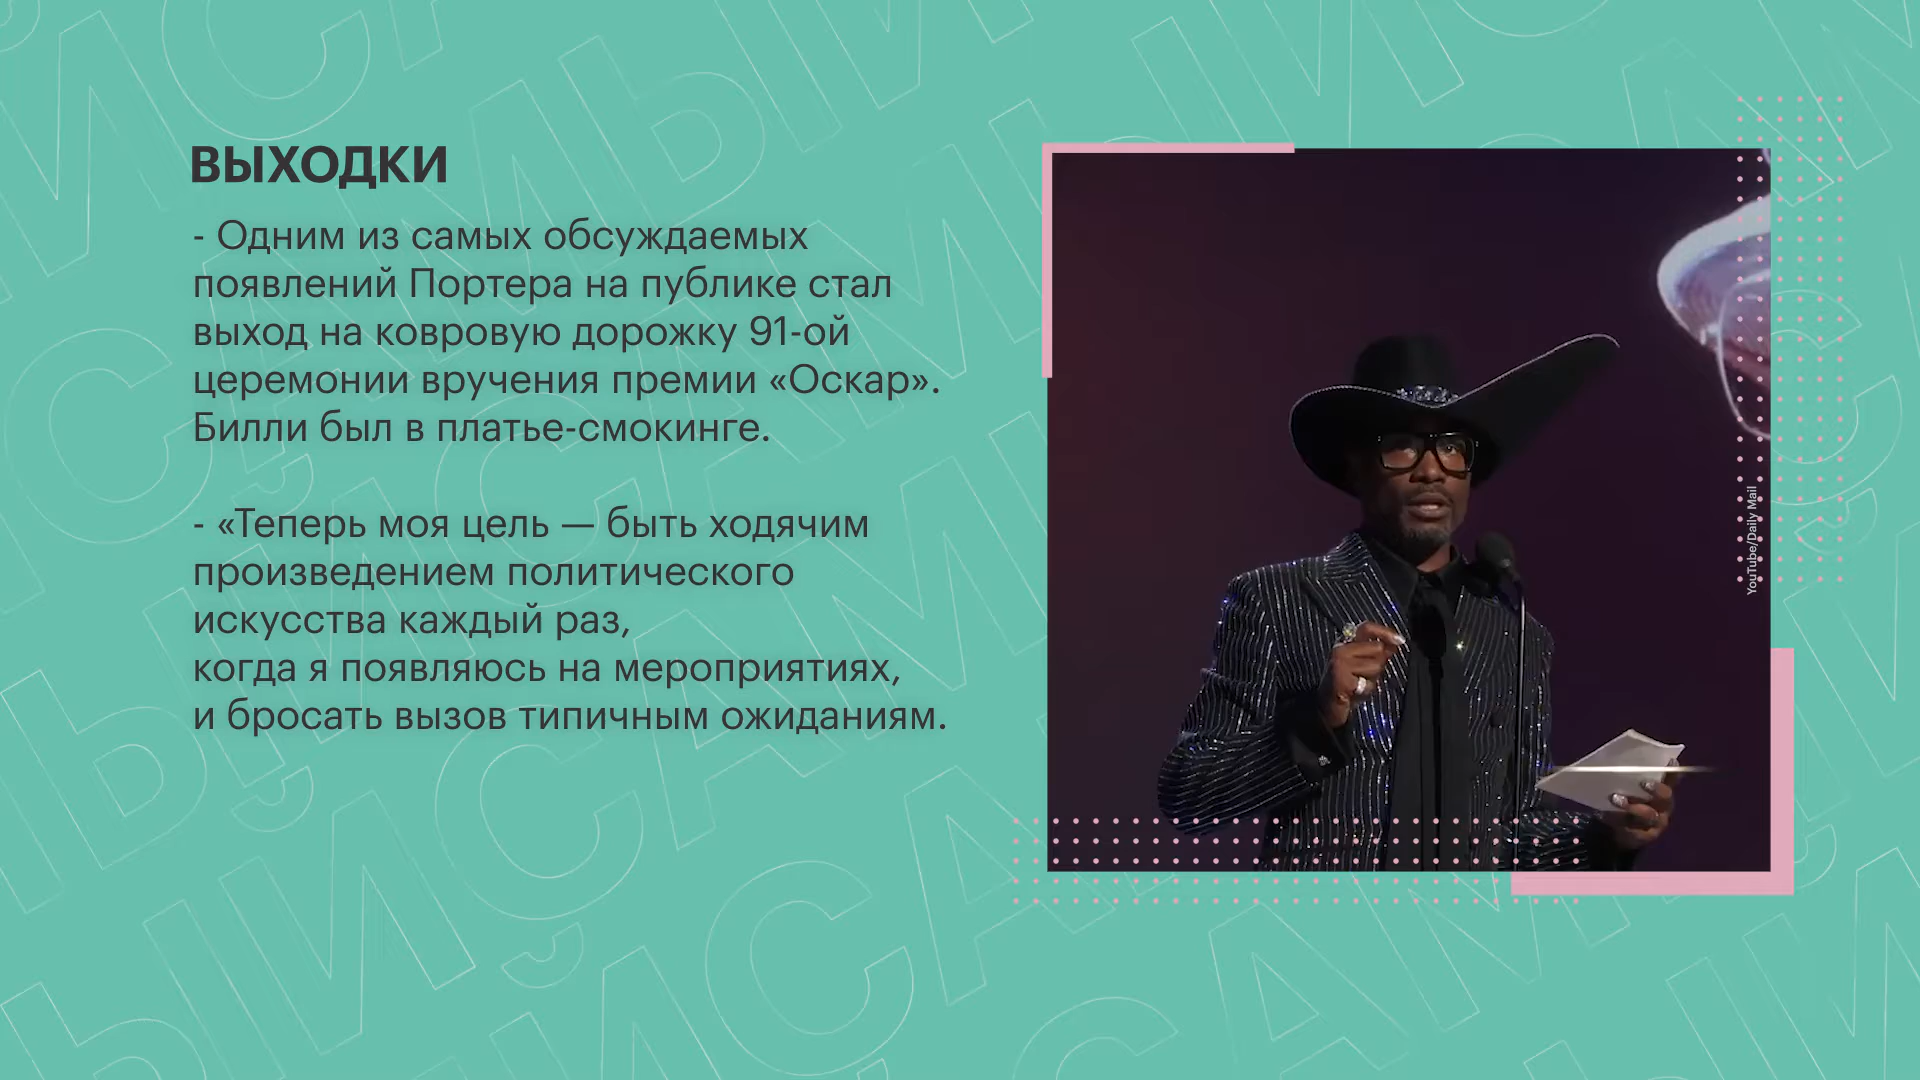 ВЫХОДКИ
- Одним из самых обсуждаемых
появлений Портера на публике стал
выход на ковровую дорожку 91-ой
церемонии вручения премии «Оскар».
Билли был в платье-смокинге.
- «Теперь моя цель — быть ходячим
произведением политического
искусства каждый раз,
когда я появляюсь на мероприятиях,
и бросать вызов типичным ожиданиям.
YouTube/Daily Mail